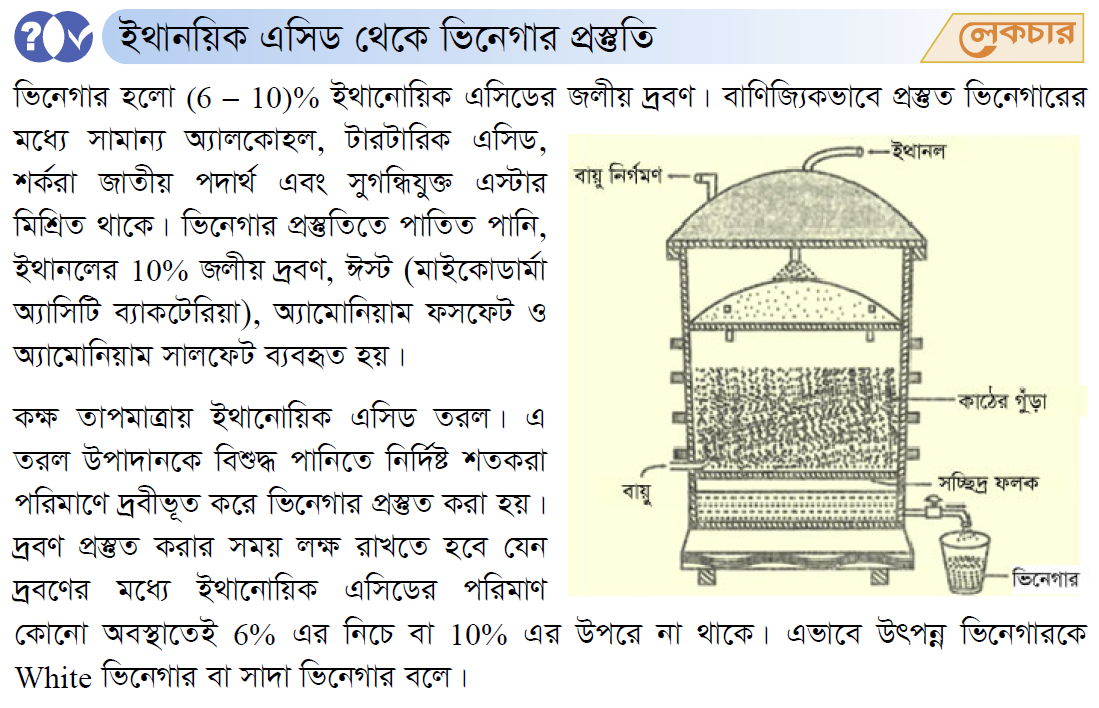 ইথানয়িক এসিড থেকে ভিনেগার প্রস্তুতি
লেকচার
ভিনেগার হলো (6 – 10)% ইথানোয়িক এসিডের জলীয় দ্রবণ। বাণিজ্যিকভাবে প্রস্তুত ভিনেগারের
মধ্যে সামান্য অ্যালকোহল, টারটারিক এসিড,
শর্করা জাতীয় পদার্থ এবং সুগন্ধিযুক্ত এস্টার
মিশ্রিত থাকে। ভিনেগার প্রস্তুতিতে পাতিত পানি,
ইথানলের 10% জলীয় দ্রবণ, ঈস্ট (মাইকোডার্মা
অ্যাসিটি ব্যাকটেরিয়া), অ্যামোনিয়াম ফসফেট ও
অ্যামোনিয়াম সালফেট ব্যবহৃত হয়।
কক্ষ তাপমাত্রায় ইথানোয়িক এসিড তরল। এ
তরল উপাদানকে বিশুদ্ধ পানিতে নির্দিষ্ট শতকরা
পরিমাণে দ্রবীভূত করে ভিনেগার প্রস্তুত করা হয়।
দ্রবণ প্রস্তুত করার সময় লক্ষ রাখতে হবে যেন
দ্রবণের মধ্যে ইথানোয়িক এসিডের পরিমাণ
কোনো অবস্থাতেই 6% এর নিচে বা 10% এর উপরে না থাকে। এভাবে উৎপন্ন ভিনেগারকে
White ভিনেগার বা সাদা ভিনেগার বলে।
ইথানল
বায়ু নির্গমণ
কাঠের গুঁড়া
সচ্ছিদ্র ফলক
বায়ু
ভিনেগার